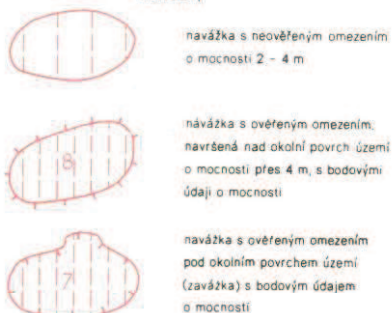 navážka s neověřeným omezením
o mocnosti 2 - 4 m
8
návážka s ověřeným omezením,
navršená nad okolní povrch území
o mocnosti přes 4 m, s bodovými
údaji o mocnosti
7
navážka s ověřeným omezením
pod okolním povrchem území
(zavážka) s bodovým údajem
o mocnosti